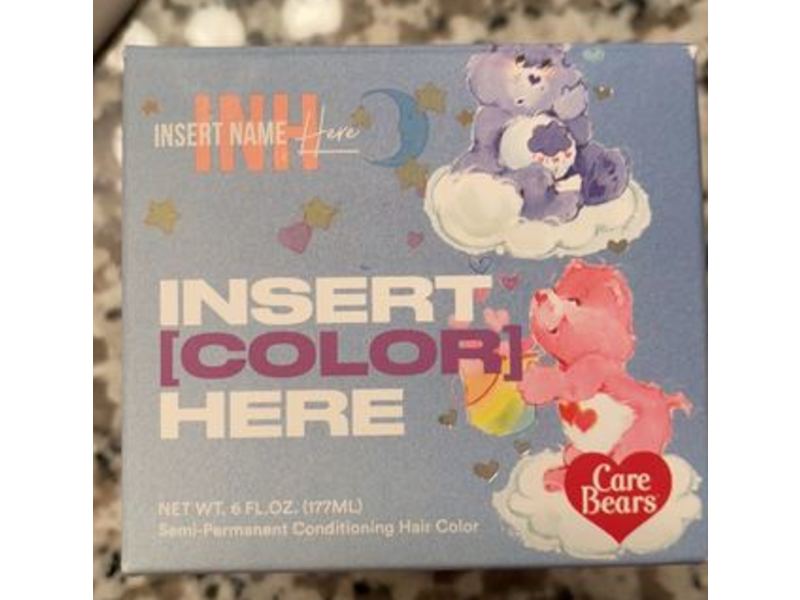 INH
INSERT NAME Here
INSERT
[COLOR]
HERE
NET WT. 6 FL.OZ. (177ML)
Semi-Permanent Conditioning Hair Color
Care
Bears